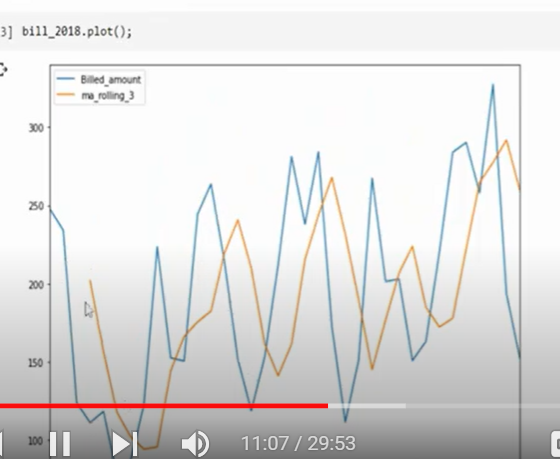 3] bill_2018.plot();
Billed_amount
ma_rolling_3
300
250
200
150
100
11:07 / 29:53